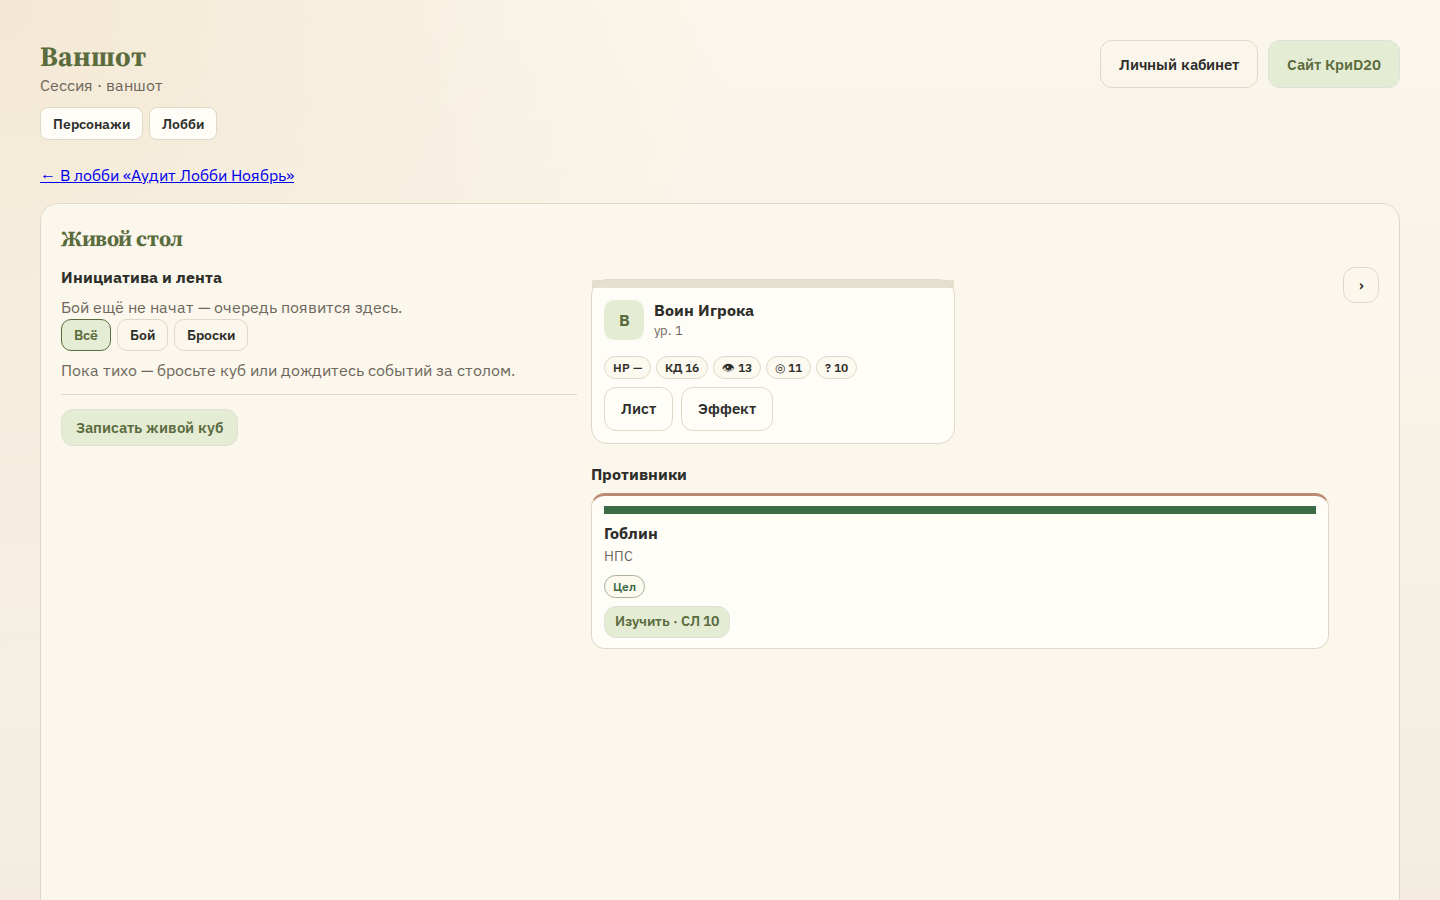 Ваншот
Сессия · ваншот
Личный кабинет
Сайт КриD20
Персонажи
Лобби
← В лобби «Аудит Лобби Ноябрь»
Живой стол
Инициатива и лента
Бой ещё не начат — очередь появится здесь.
Всё
Бой
Броски
Пока тихо — бросьте куб или дождитесь событий за столом.
Записать живой куб
В
Воин Игрока
ур. 1
HP —
КД 16
👁 13
◎ 11
? 10
Лист
Эффект
Противники
Гоблин
НПС
Цел
Изучить · СЛ 10
›